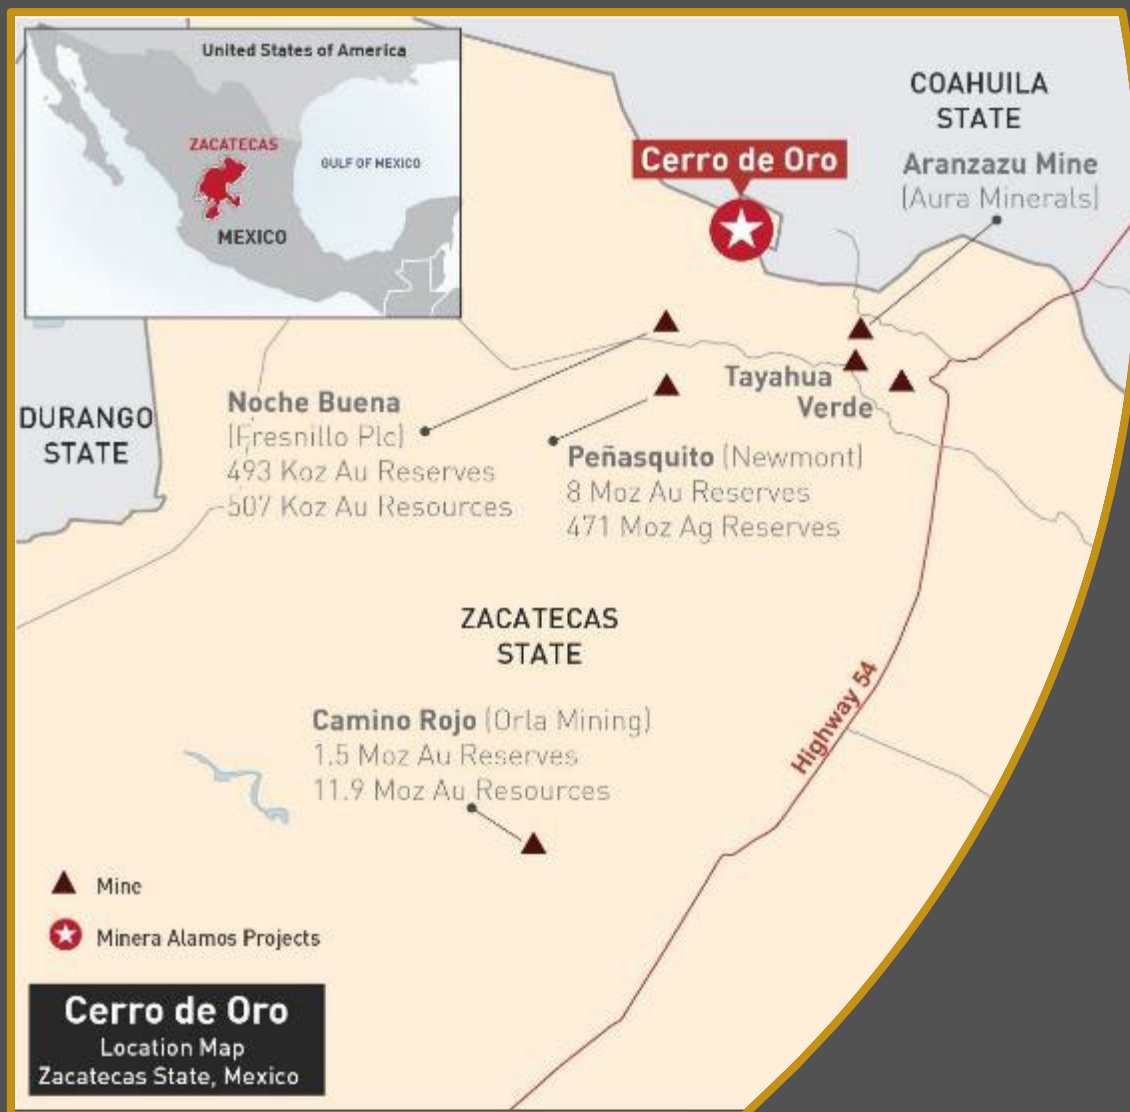 United States of America
ZACATECAS
GULF OF MEXICO
MEXICO
COAHUILA
STATE
Cerro de Oro
Aranzazu Mine
(Aura Minerals)
Tayahua
Verde
DURANGO
STATE
Noche Buena
(Fresnillo Plc)
493 Koz Au Reserves
507 Koz Au Resources
Peñasquito (Newmont)
8 Moz Au Reserves
471 Moz Ag Reserves
ZACATECAS
STATE
Camino Rojo (Orla Mining)
1.5 Moz Au Reserves
11.9 Moz Au Resources
Highway 54
Mine
Minera Alamos Projects
Cerro de Oro
Location Map
Zacatecas State, Mexico